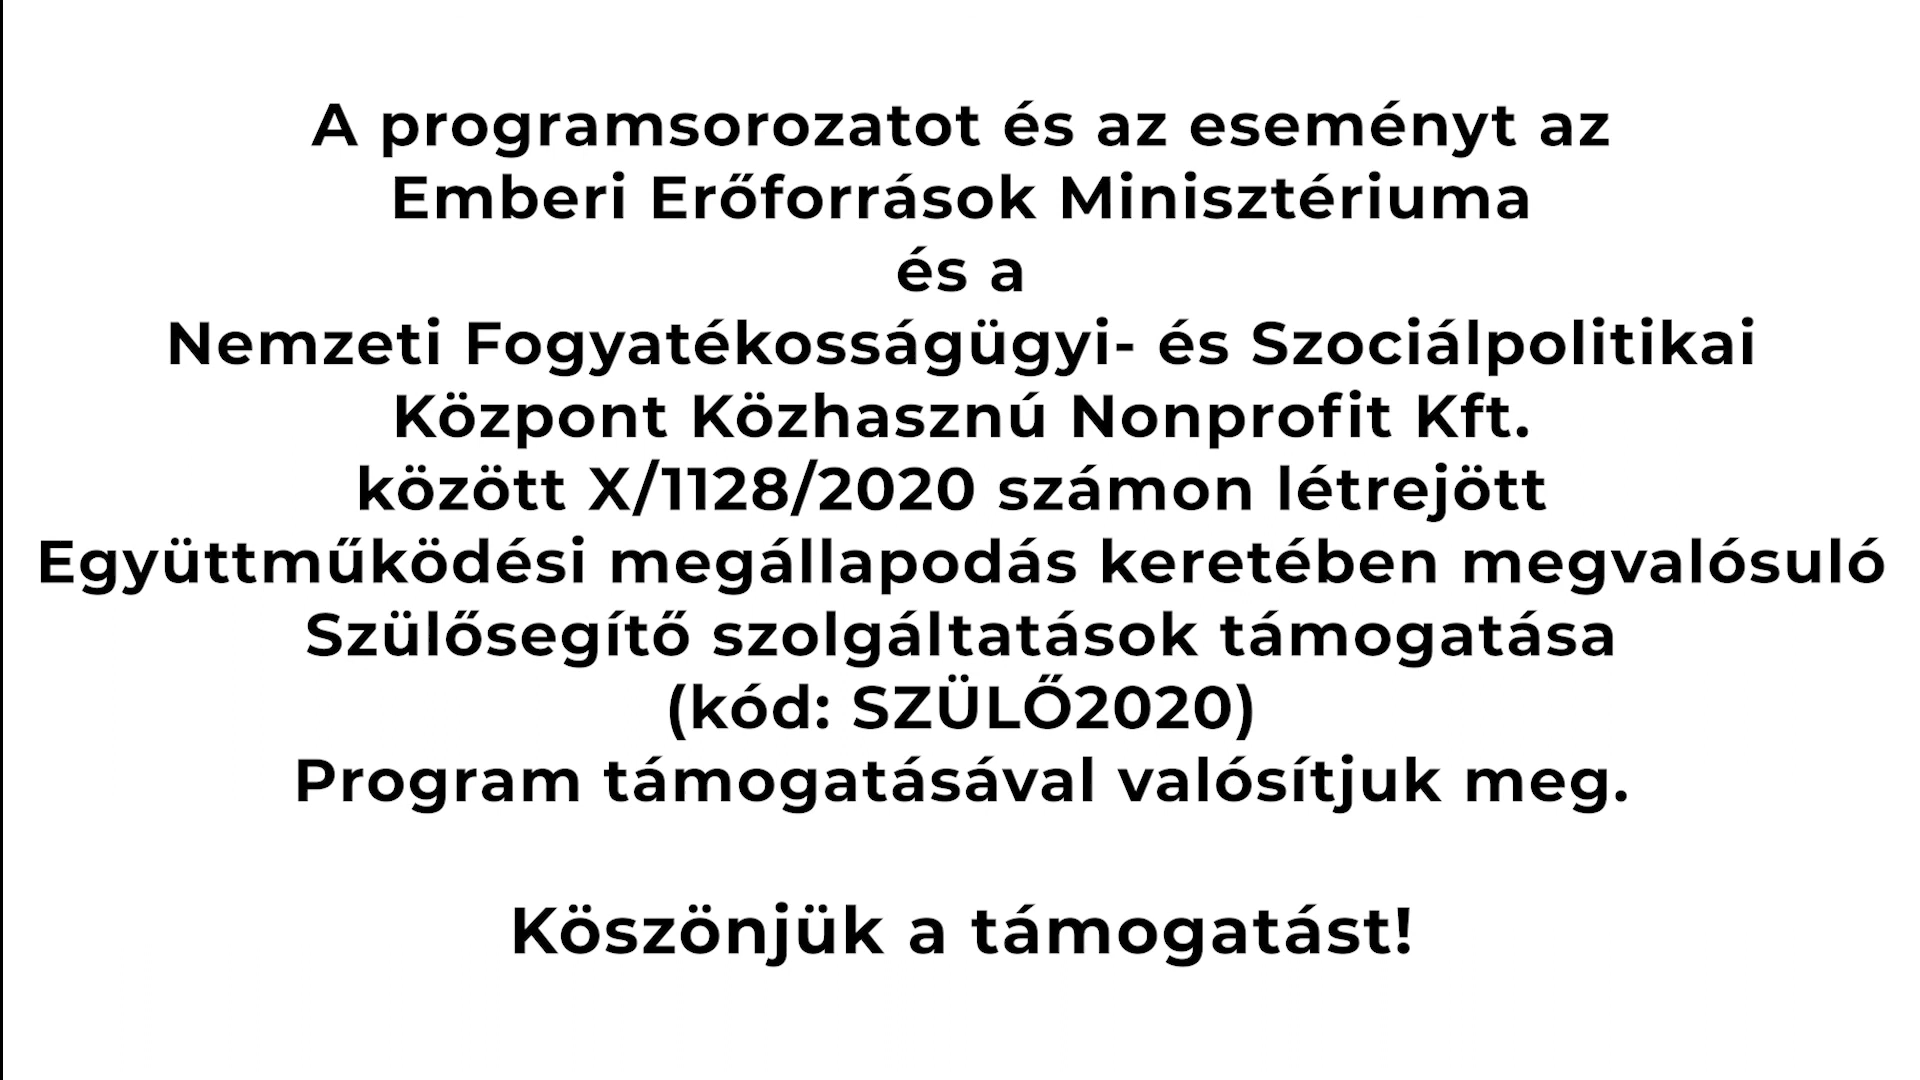 A programsorozatot és az eseményt az
Emberi Erőforrások Minisztériuma
és a
Nemzeti Fogyatékosságügyi- és Szociálpolitikai
Központ Közhasznú Nonprofit Kft.
között X/1128/2020 számon létrejött
Együttműködési megállapodás keretében megvalósuló
Szülősegítő szolgáltatások támogatása
(kód: SZÜLŐ2020)
Program támogatásával valósítjuk meg.
Köszönjük a támogatást!